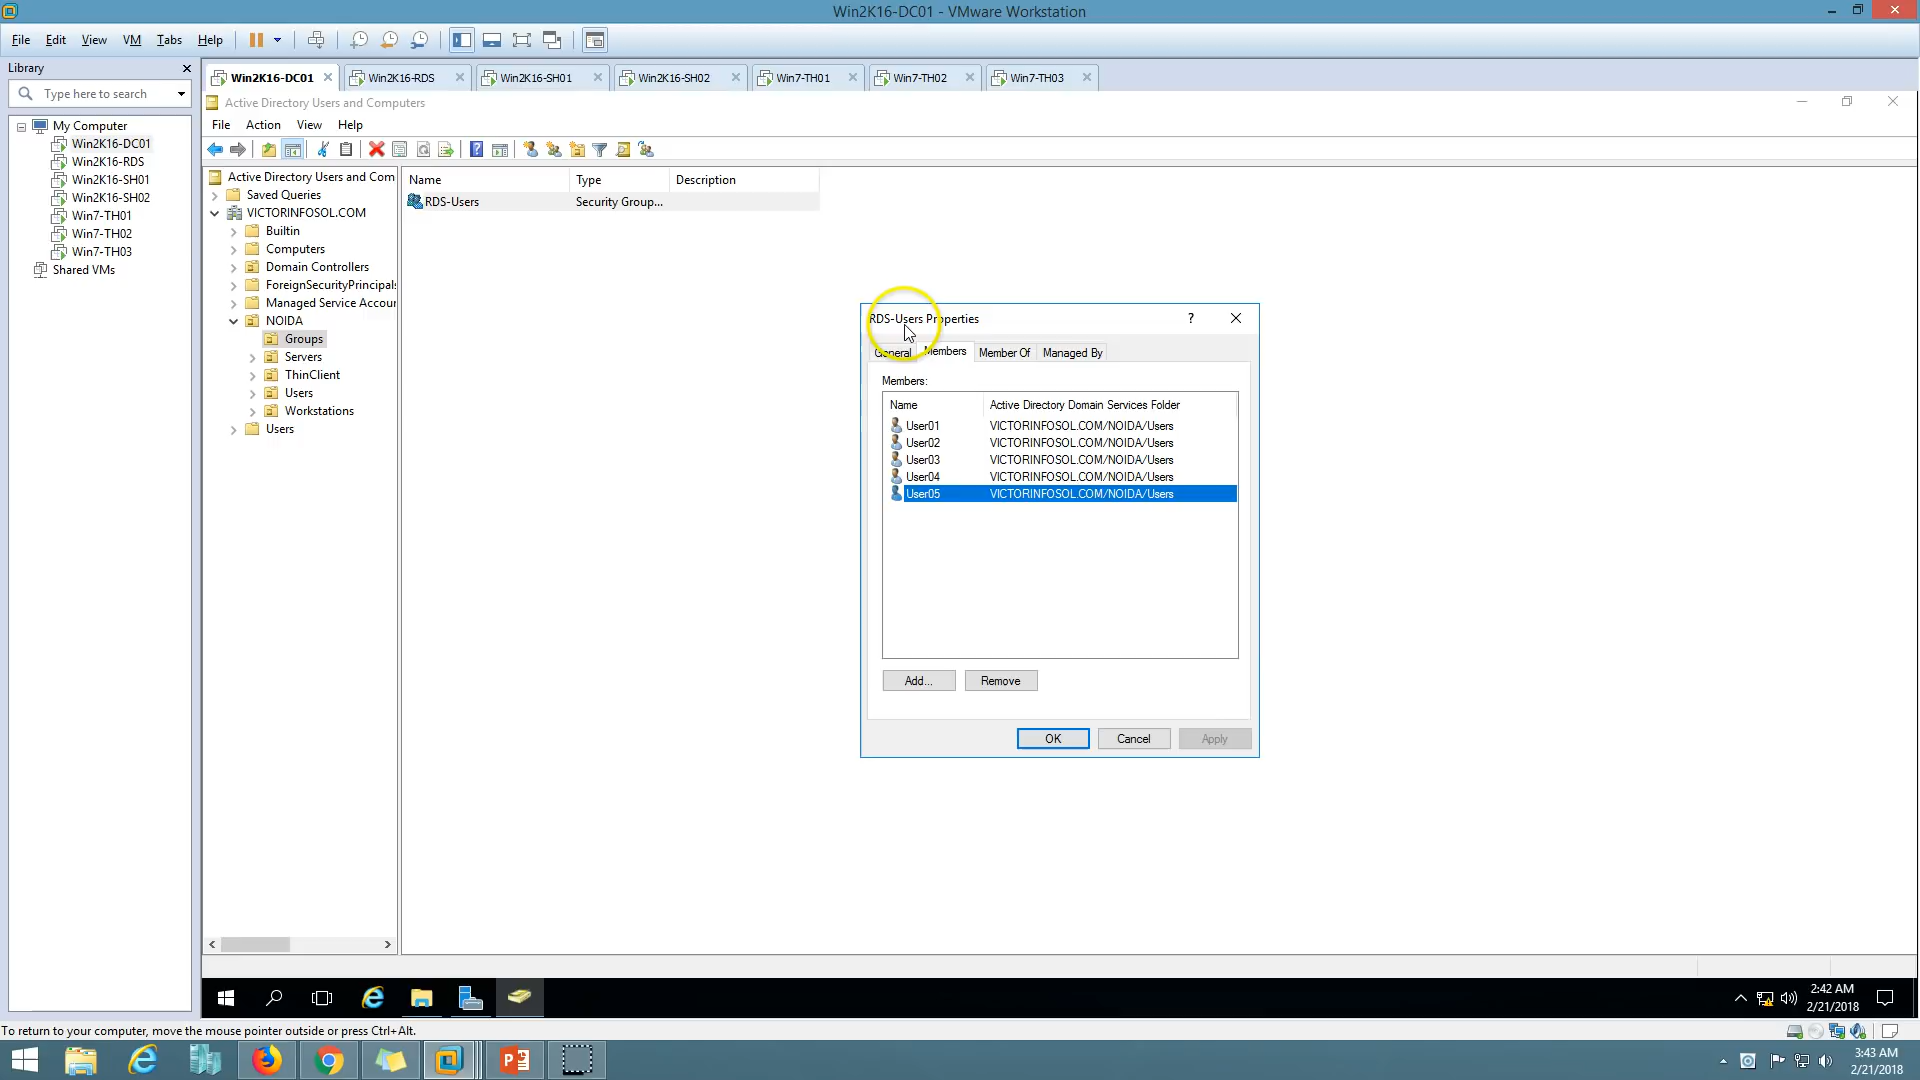 Win2K16-DC01 - VMware Workstation
File Edit View VM Tabs Help
Library
Type here to search
My Computer
Win2K16-DC01
Win2K16-RDS
Win2K16-SH01
Win2K16-SH02
Win7-TH01
Win7-TH02
Win7-TH03
Shared VMs
Win2K16-DC01 Win2K16-RDS Win2K16-SH01 Win2K16-SH02 Win7-TH01 Win7-TH02 Win7-TH03
Active Directory Users and Computers
File Action View Help
Active Directory Users and Com
Saved Queries
VICTORINFOSOL.COM
Builtin
Computers
Domain Controllers
ForeignSecurityPrincipals
Managed Service Accour
NOIDA
Groups
Servers
ThinClient
Users
Workstations
Users
Name Type Description
RDS-Users Security Group...
RDS-Users Properties ?
General Members Member Of Managed By
Members:
Name Active Directory Domain Services Folder
User01 VICTORINFOSOL.COM/NOIDA/Users
User02 VICTORINFOSOL.COM/NOIDA/Users
User03 VICTORINFOSOL.COM/NOIDA/Users
User04 VICTORINFOSOL.COM/NOIDA/Users
User05 VICTORINFOSOL.COM/NOIDA/Users
Add... Remove
OK Cancel Apply
2:42 AM
2/21/2018
To return to your computer, move the mouse pointer outside or press Ctrl+Alt.
3:43 AM
2/21/2018